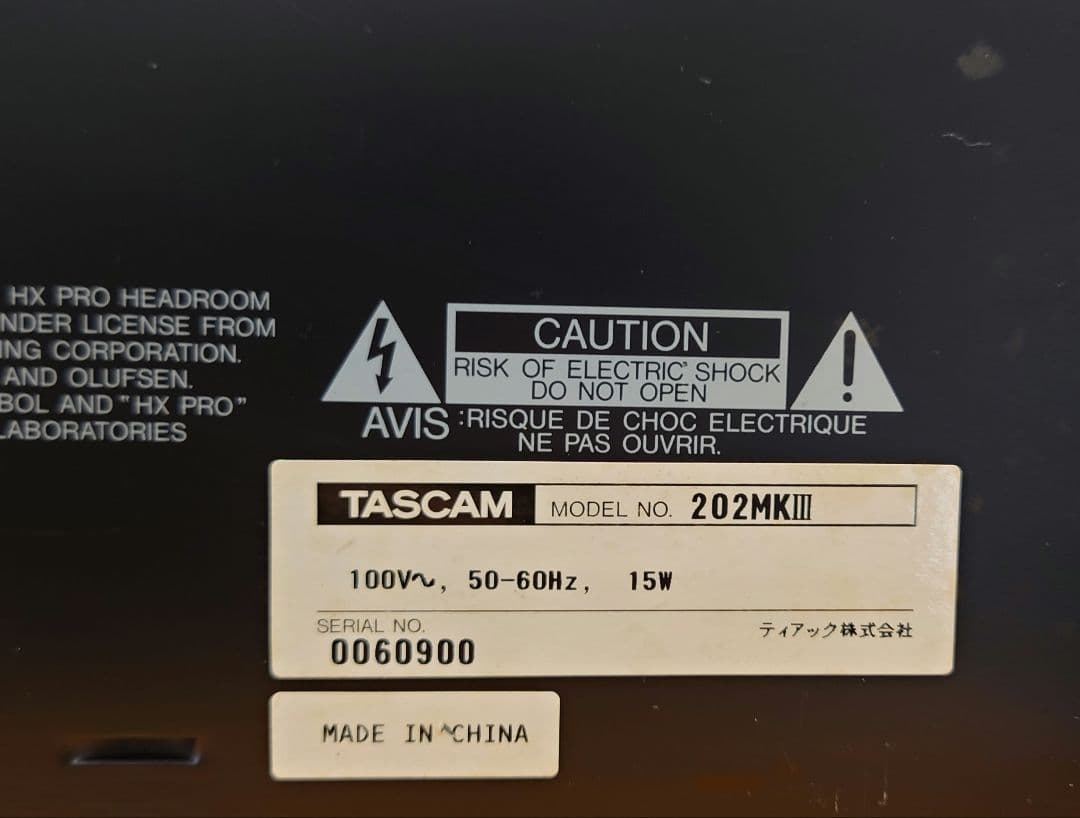 HX PRO HEADROOM
NDER LICENSE FROM
ING CORPORATION.
AND OLUFSEN.
BOL AND "HX PRO"
LABORATORIES
CAUTION
RISK OF ELECTRIC SHOCK
DO NOT OPEN
AVIS :RISQUE DE CHOC ELECTRIQUE
NE PAS OUVRIR.
TASCAM MODEL NO. 202MKⅢ
100V~, 50-60Hz, 15W
SERIAL NO.
0060900
ティアック株式会社
MADE IN CHINA